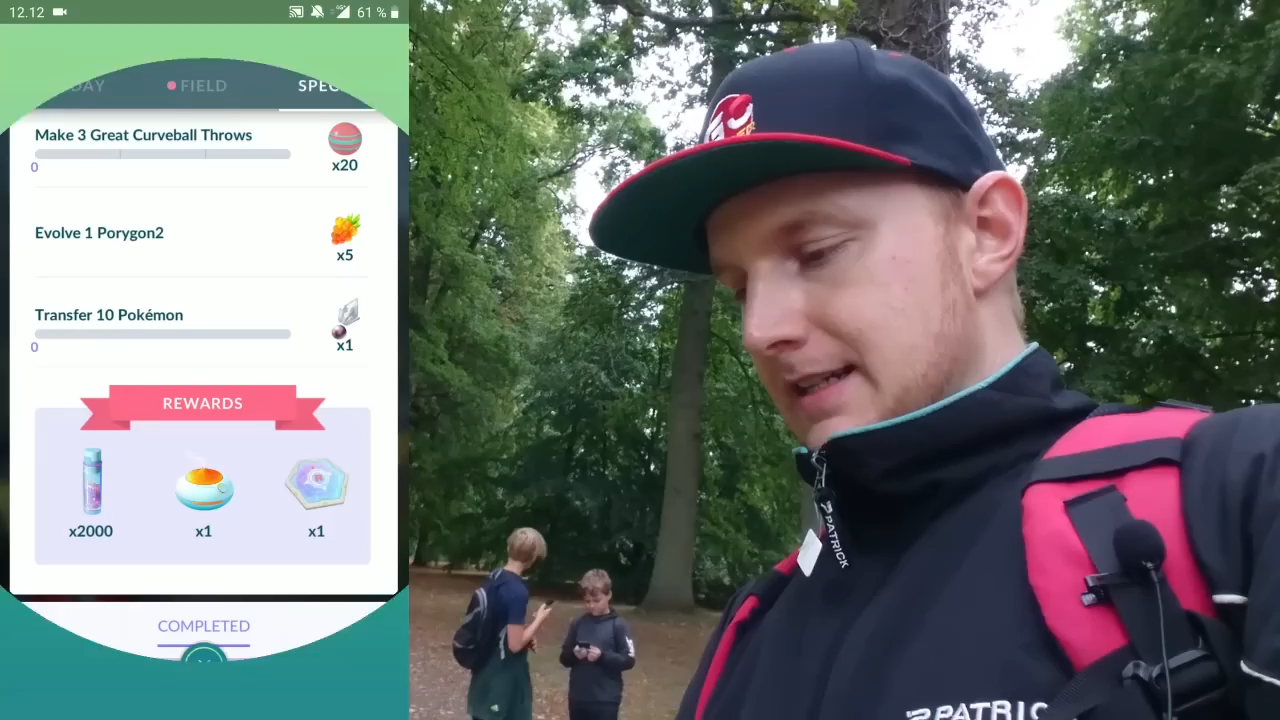 12.12
4G
61 %
DAY
FIELD
SPEC
Make 3 Great Curveball Throws
0
x20
Evolve 1 Porygon2
x5
Transfer 10 Pokémon
0
x1
REWARDS
x2000
x1
x1
COMPLETED
PATRICK
PATRIC